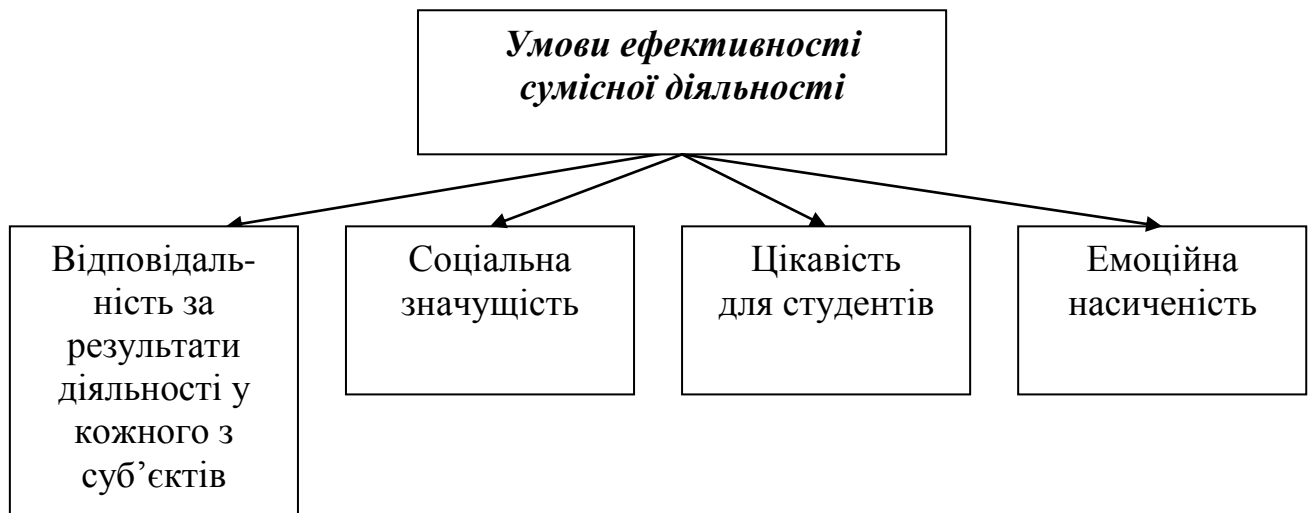 Умови ефективності
сумісної діяльності
Відповідаль-
ність за
результати
діяльності у
кожного з
суб’єктів
Соціальна
значущість
Цікавість
для студентів
Емоційна
насиченість